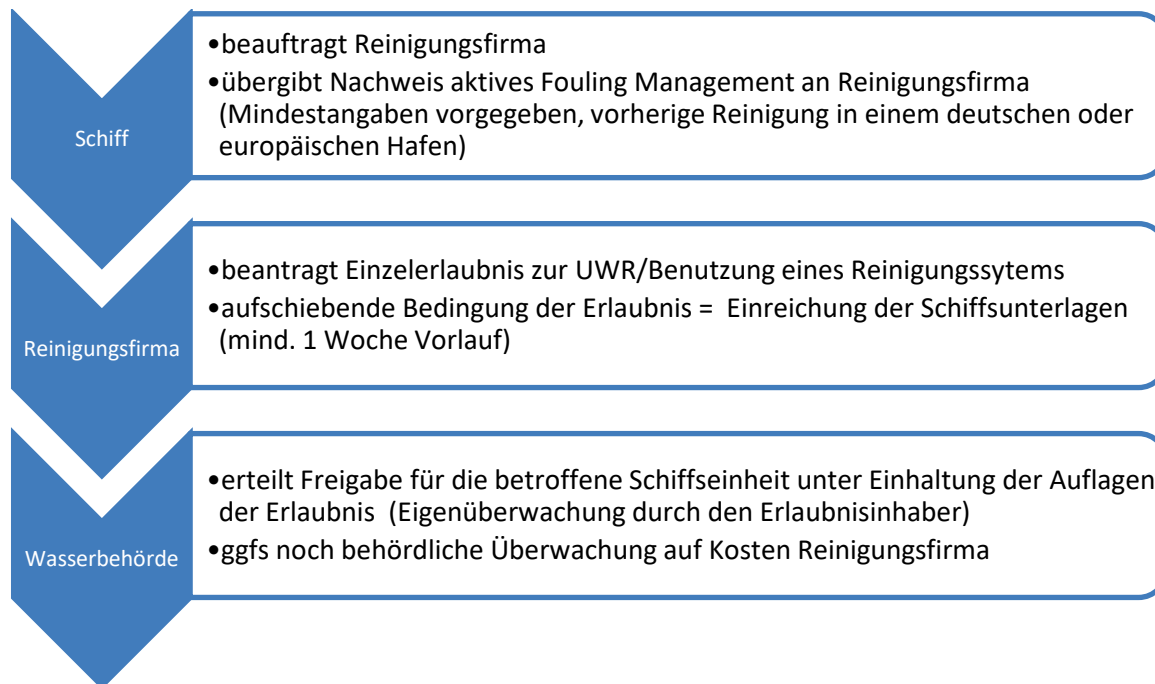 Schiff
•beauftragt Reinigungsfirma
•übergibt Nachweis aktives Fouling Management an Reinigungsfirma
(Mindestangaben vorgegeben, vorherige Reinigung in einem deutschen oder
europäischen Hafen)
Reinigungsfirma
•beantragt Einzelerlaubnis zur UWR/Benutzung eines Reinigungssytems
•aufschiebende Bedingung der Erlaubnis = Einreichung der Schiffsunterlagen
(mind. 1 Woche Vorlauf)
Wasserbehörde
•erteilt Freigabe für die betroffene Schiffseinheit unter Einhaltung der Auflagen
der Erlaubnis (Eigenüberwachung durch den Erlaubnisinhaber)
•ggfs noch behördliche Überwachung auf Kosten Reinigungsfirma